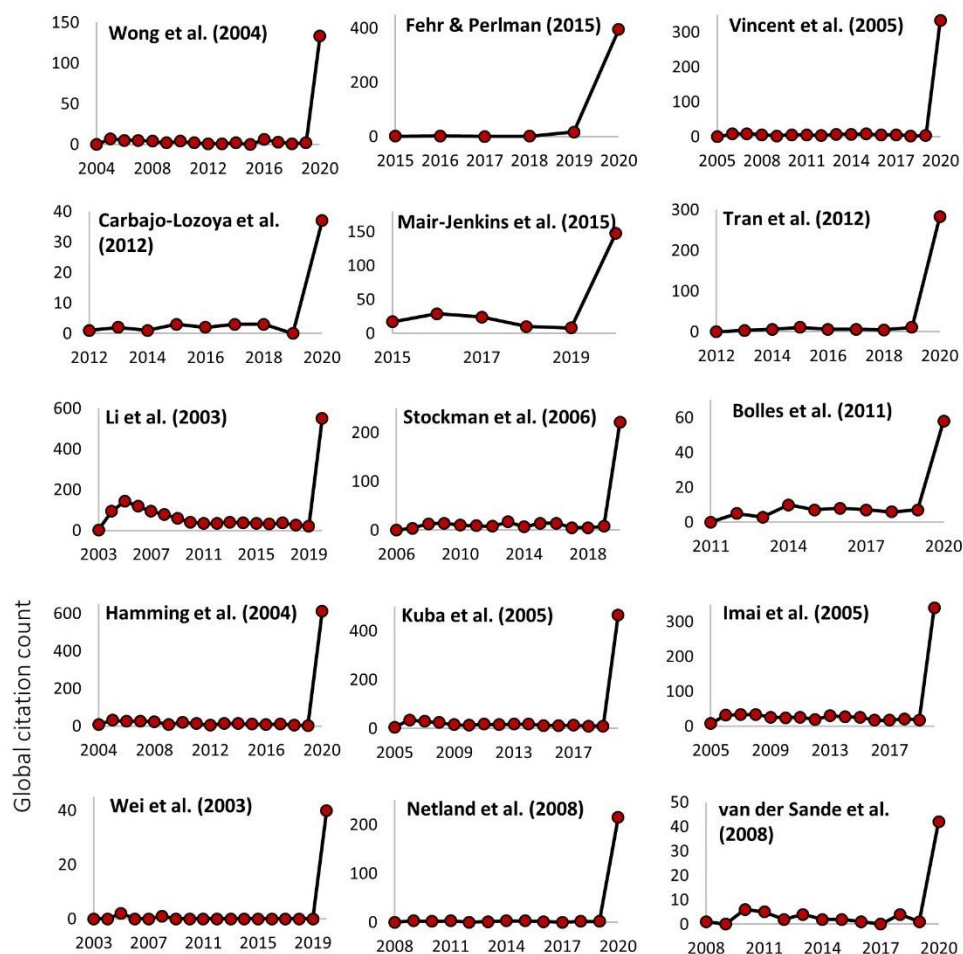 Global citation count
Wong et al. (2004)
150
100
50
0
2004 2008 2012 2016 2020
Fehr & Perlman (2015)
400
200
0
2015 2016 2017 2018 2019 2020
Vincent et al. (2005)
300
200
100
0
2005 2008 2011 2014 2017 2020
Carbajo-Lozoya et al.
(2012)
40
30
20
10
0
2012 2014 2016 2018 2020
Mair-Jenkins et al. (2015)
150
100
50
0
2015 2017 2019
Tran et al. (2012)
300
200
100
0
2012 2014 2016 2018 2020
Li et al. (2003)
600
400
200
0
2003 2007 2011 2015 2019
Stockman et al. (2006)
200
100
0
2006 2010 2014 2018
Bolles et al. (2011)
60
40
20
0
2011 2014 2017 2020
Hamming et al. (2004)
600
400
200
0
2004 2008 2012 2016 2020
Kuba et al. (2005)
400
200
0
2005 2009 2013 2017
Imai et al. (2005)
300
200
100
0
2005 2009 2013 2017
Wei et al. (2003)
40
20
0
2003 2007 2011 2015 2019
Netland et al. (2008)
200
100
0
2008 2010 2012 2014 2016 2018 2020
van der Sande et al.
(2008)
50
40
30
20
10
0
2008 2011 2014 2017 2020